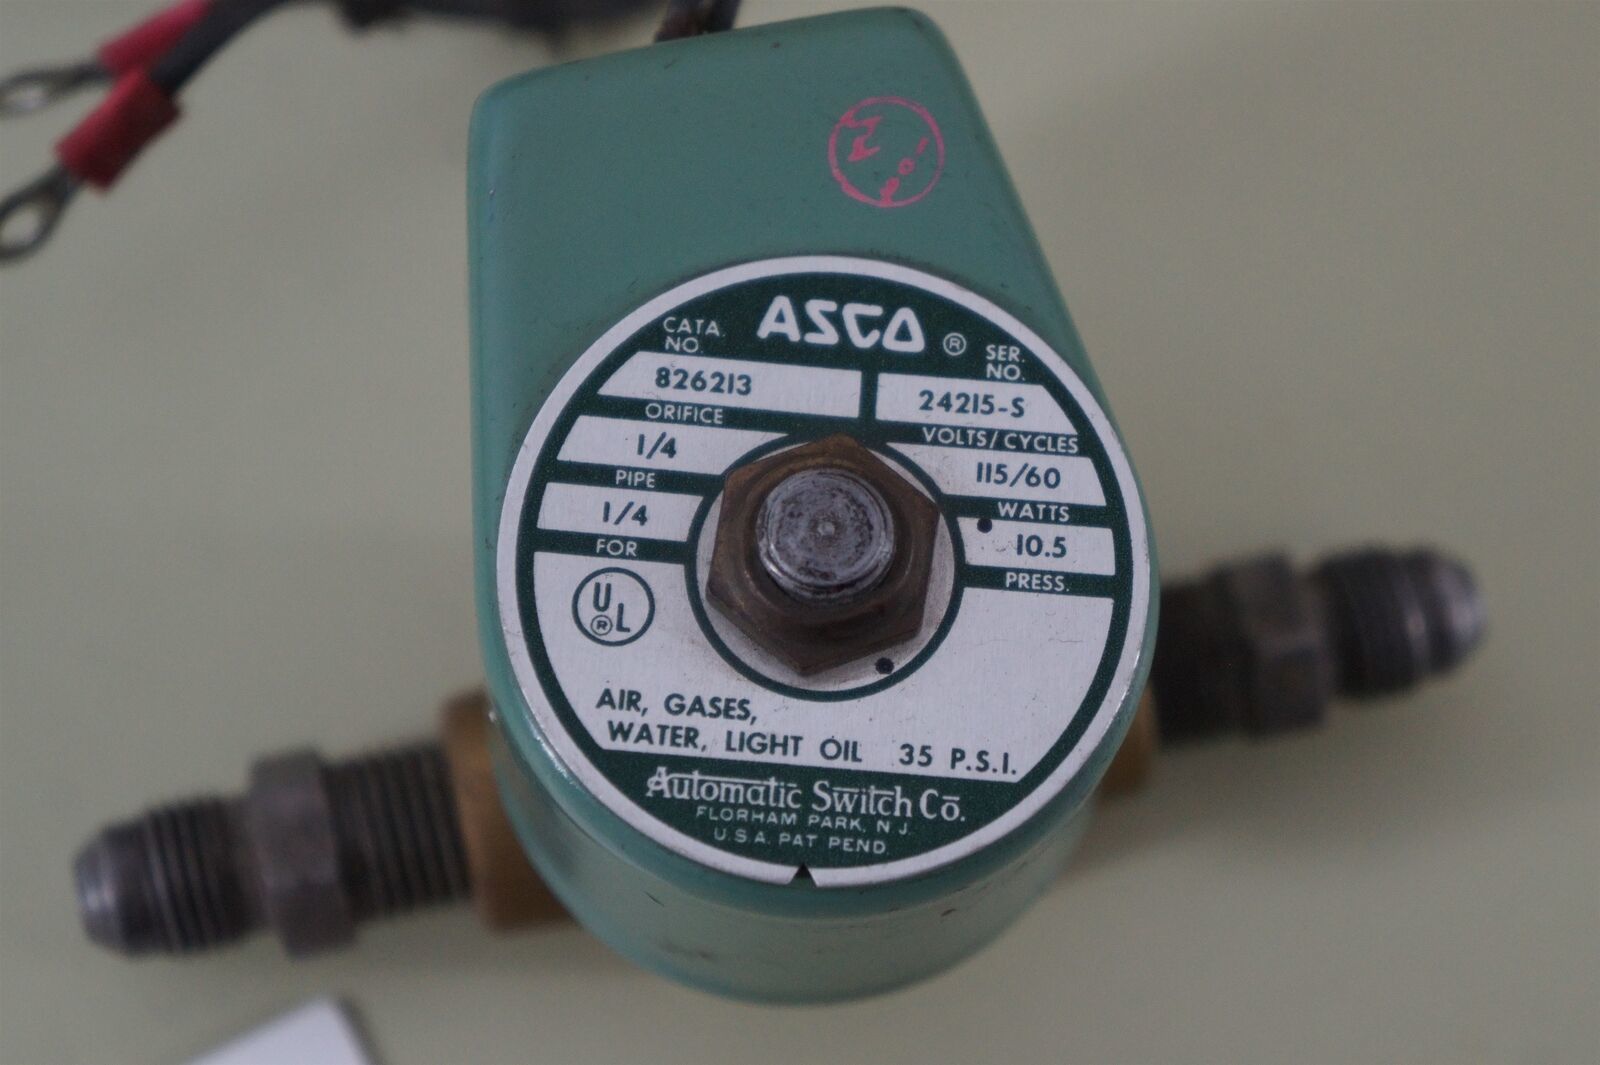 ASCO ®
CATA. NO.
826213
SER. NO.
24215-S
ORIFICE
1/4
VOLTS/CYCLES
115/60
PIPE
1/4
WATTS
10.5
FOR
PRESS.
UL ®
AIR, GASES,
WATER, LIGHT OIL 35 P.S.I.
Automatic Switch Co.
FLORHAM PARK, N J
U.S.A. PAT PEND.